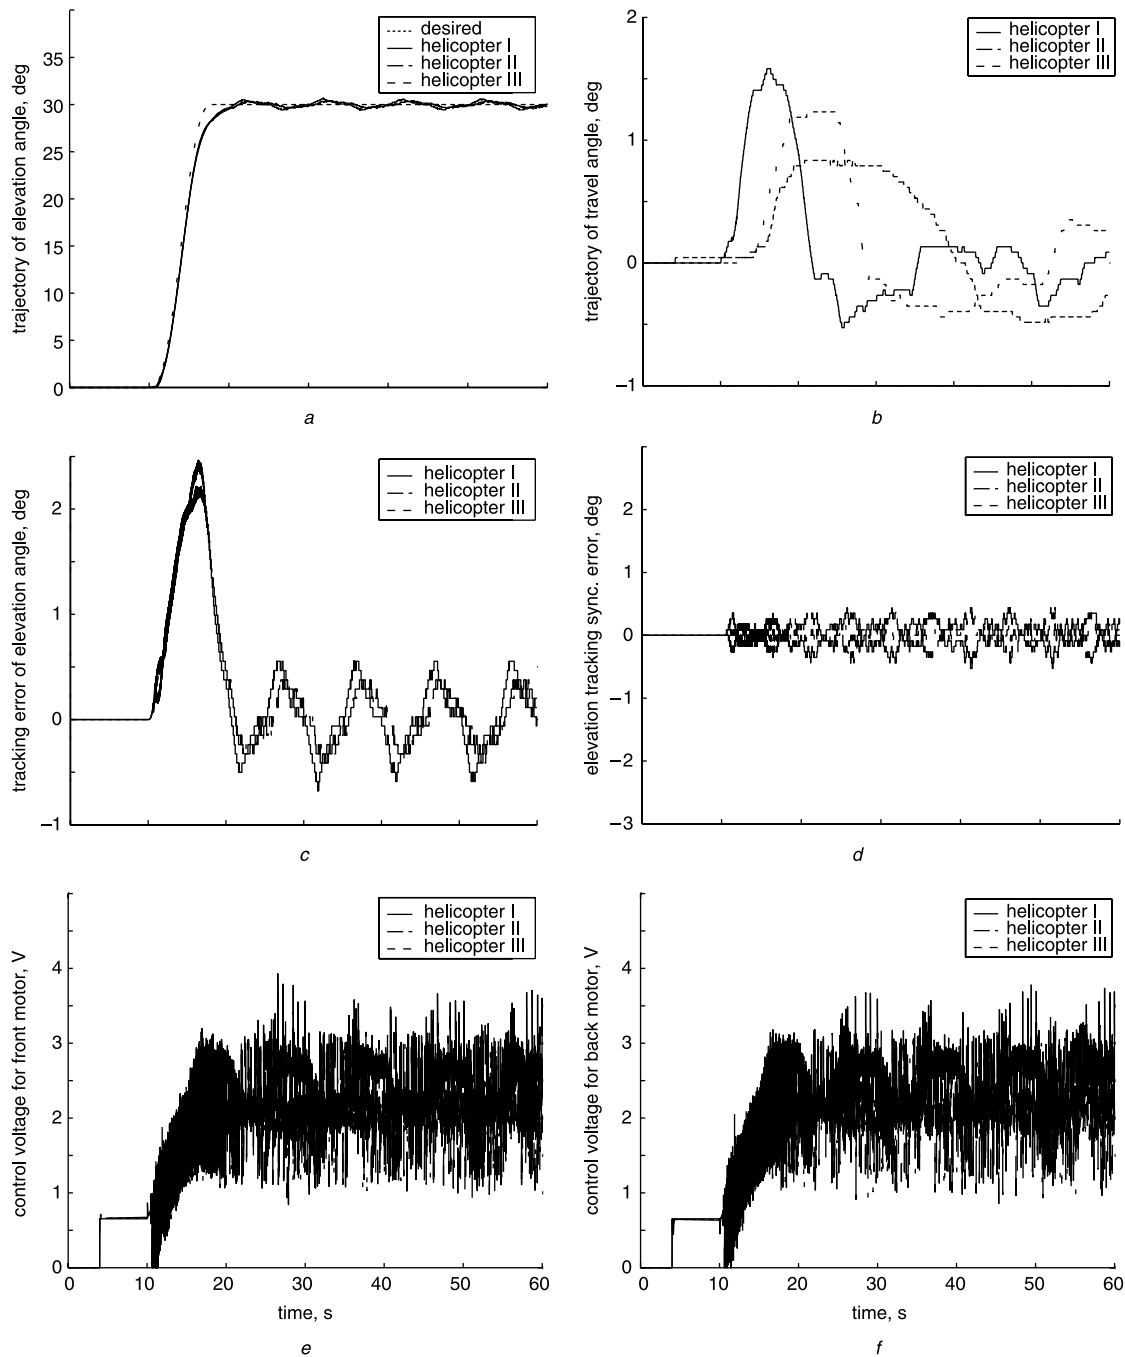 trajectory of elevation angle, deg
35
30
25
20
15
10
5
0
desired
helicopter I
helicopter II
helicopter III
a
trajectory of travel angle, deg
2
1
0
–1
helicopter I
helicopter II
helicopter III
b
tracking error of elevation angle, deg
2
1
0
–1
helicopter I
helicopter II
helicopter III
c
elevation tracking sync. error, deg
2
1
0
–1
–2
–3
helicopter I
helicopter II
helicopter III
d
control voltage for front motor, V
4
3
2
1
0
helicopter I
helicopter II
helicopter III
0 10 20 30 40 50 60
time, s
e
control voltage for back motor, V
4
3
2
1
0
helicopter I
helicopter II
helicopter III
0 10 20 30 40 50 60
time, s
f